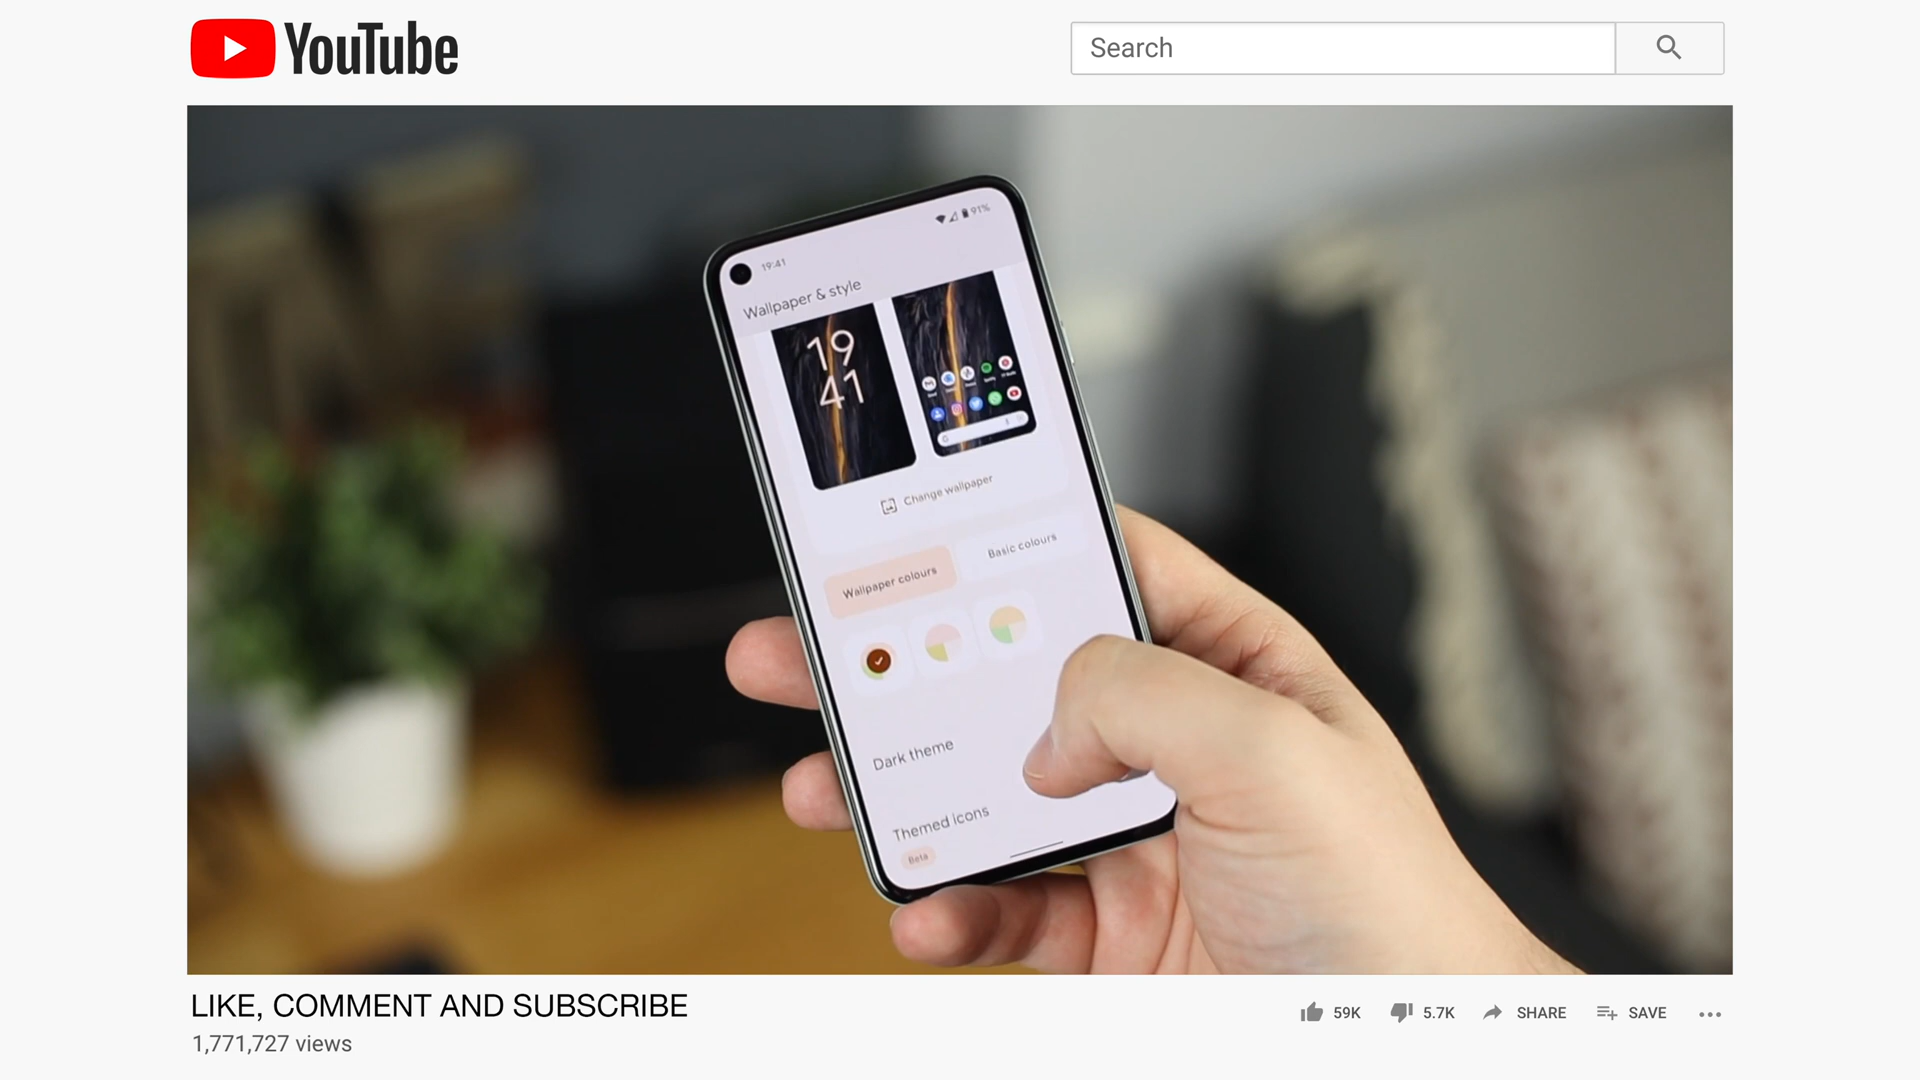 YouTube
Search
91%
19:41
Wallpaper & style
19
41
Change wallpaper
Wallpaper colours
Basic colours
Dark theme
Themed icons
Beta
LIKE, COMMENT AND SUBSCRIBE
1,771,727 views
59K
5.7K
SHARE
SAVE